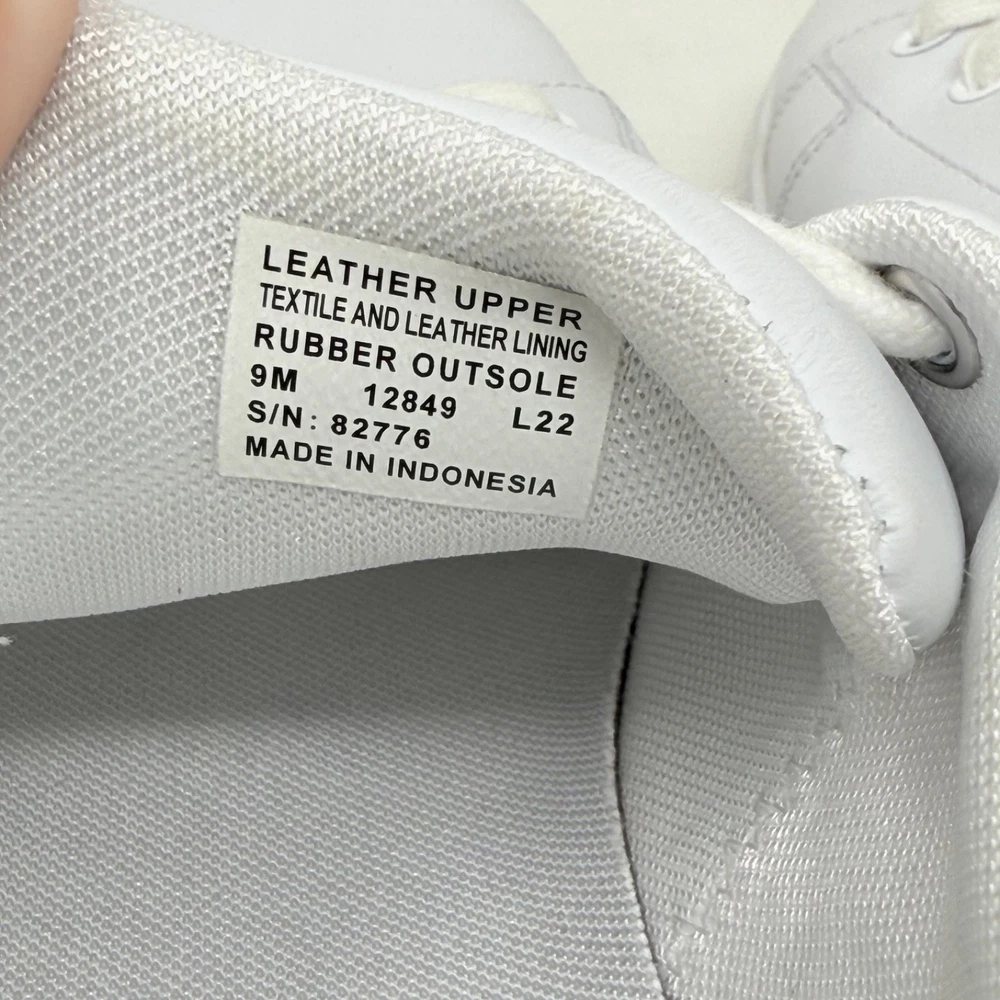 LEATHER UPPER
TEXTILE AND LEATHER LINING
RUBBER OUTSOLE
9M 12849 L22
S/N: 82776
MADE IN INDONESIA